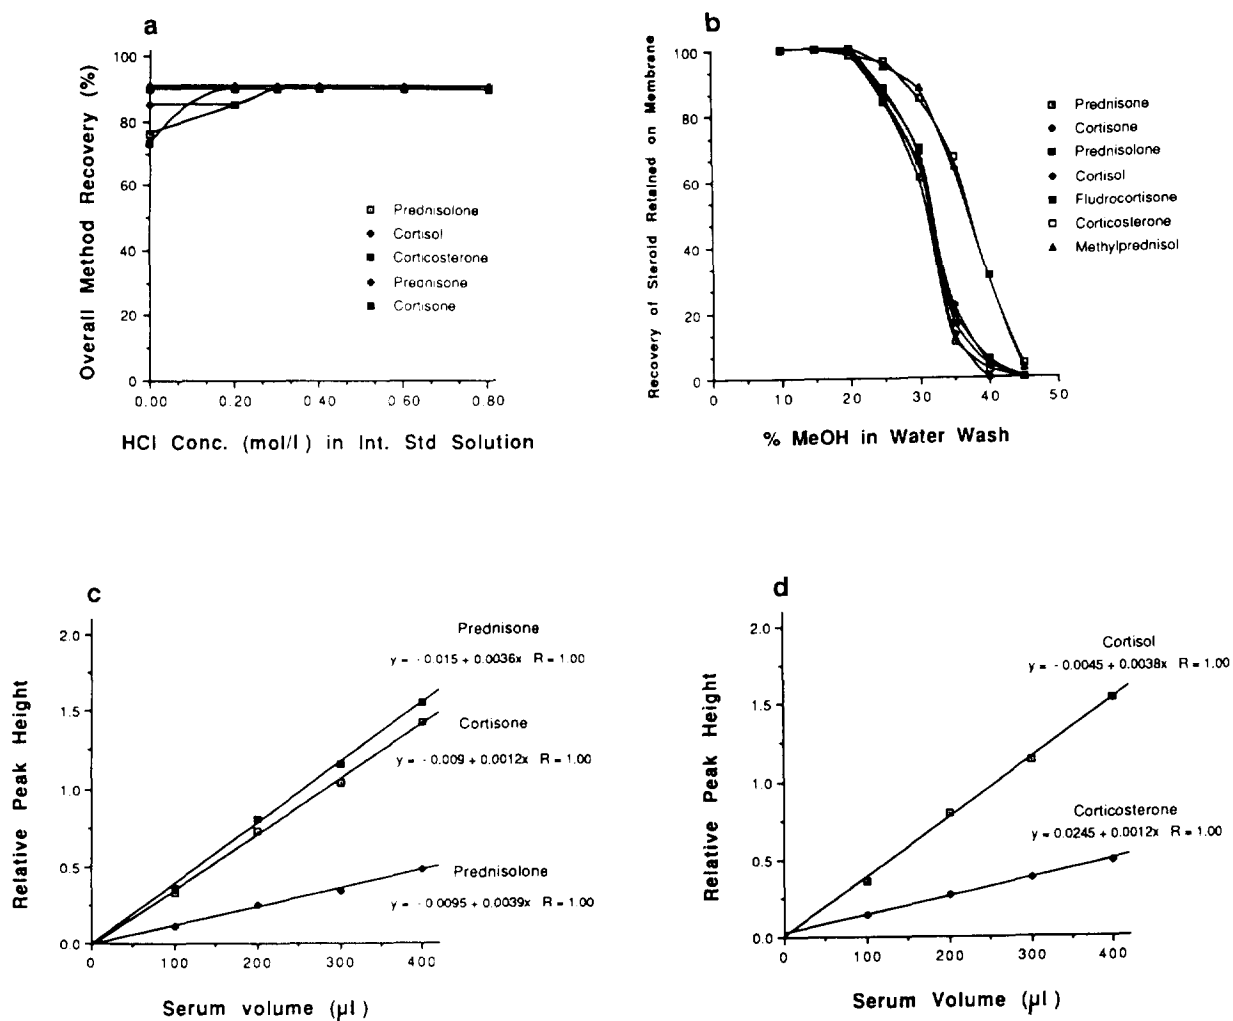 a
Overall Method Recovery (%)
100
80
60
40
20
0
0.00
0.20
0.40
0.60
0.80
HCl Conc. (mol/l) in Int. Std Solution
Prednisolone
Cortisol
Corticosterone
Prednisone
Cortisone
b
Recovery of Steroid Retained on Membrane
100
80
60
40
20
0
0
10
20
30
40
50
% MeOH in Water Wash
Prednisone
Cortisone
Prednisolone
Cortisol
Fludrocortisone
Corticosterone
Methylprednisol
c
Relative Peak Height
2.0
1.5
1.0
0.5
0.0
0
100
200
300
400
Serum volume (µl)
Prednisone
y = - 0.015 + 0.0036x R = 1.00
Cortisone
y = - 0.009 + 0.0012x R = 1.00
Prednisolone
y = - 0.0095 + 0.0039x R = 1.00
d
Relative Peak Height
2.0
1.5
1.0
0.5
0.0
0
100
200
300
400
Serum Volume (µl)
Cortisol
y = - 0.0045 + 0.0038x R = 1.00
Corticosterone
y = 0.0245 + 0.0012x R = 1.00